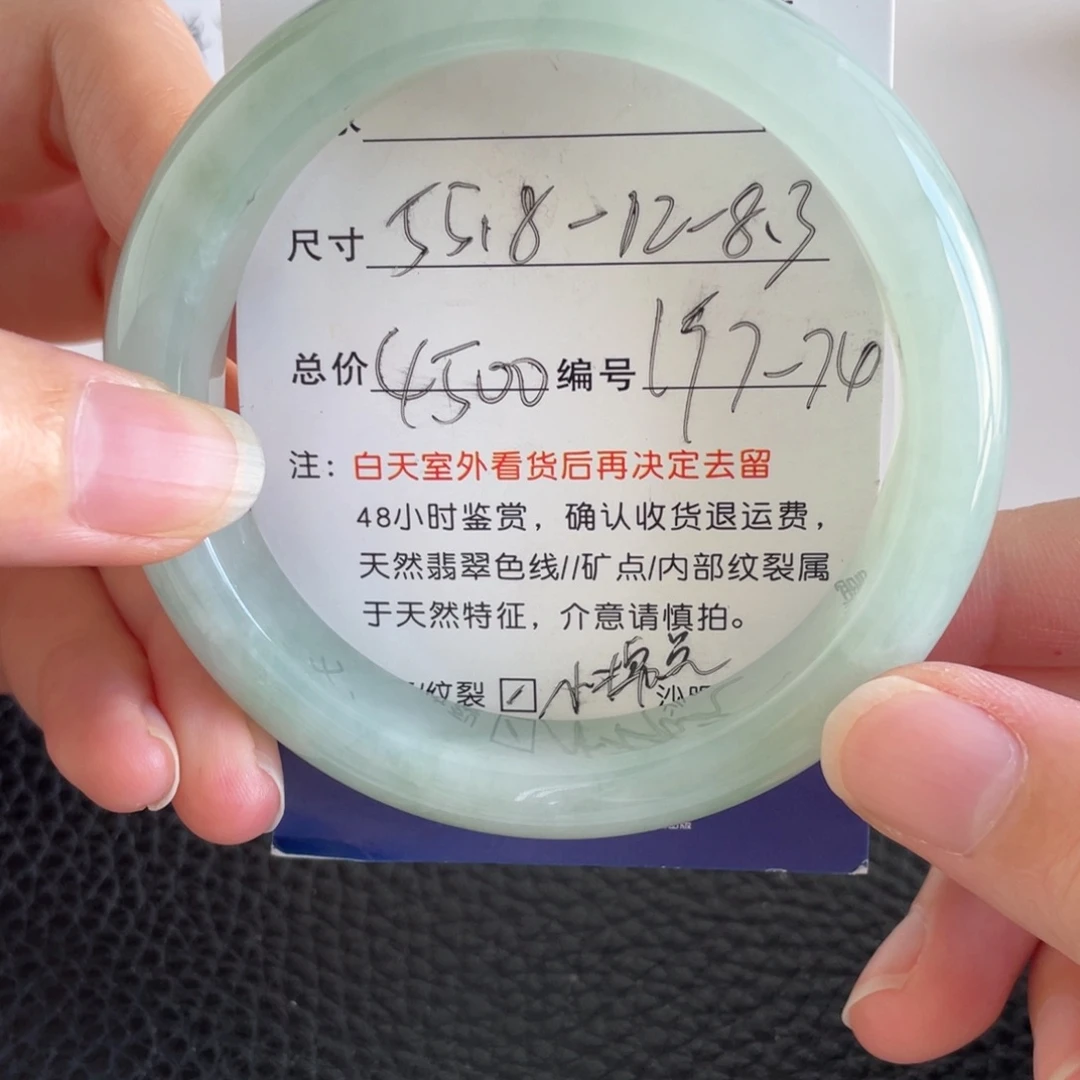 尺寸 55.8-12-8.3
总价 4500 编号 197-74
注：白天室外看货后再决定去留
48小时鉴赏，确认收货退运费，
天然翡翠色线//矿点/内部纹裂属
于天然特征，介意请慎拍。
/纹裂 ☑ 小棉点